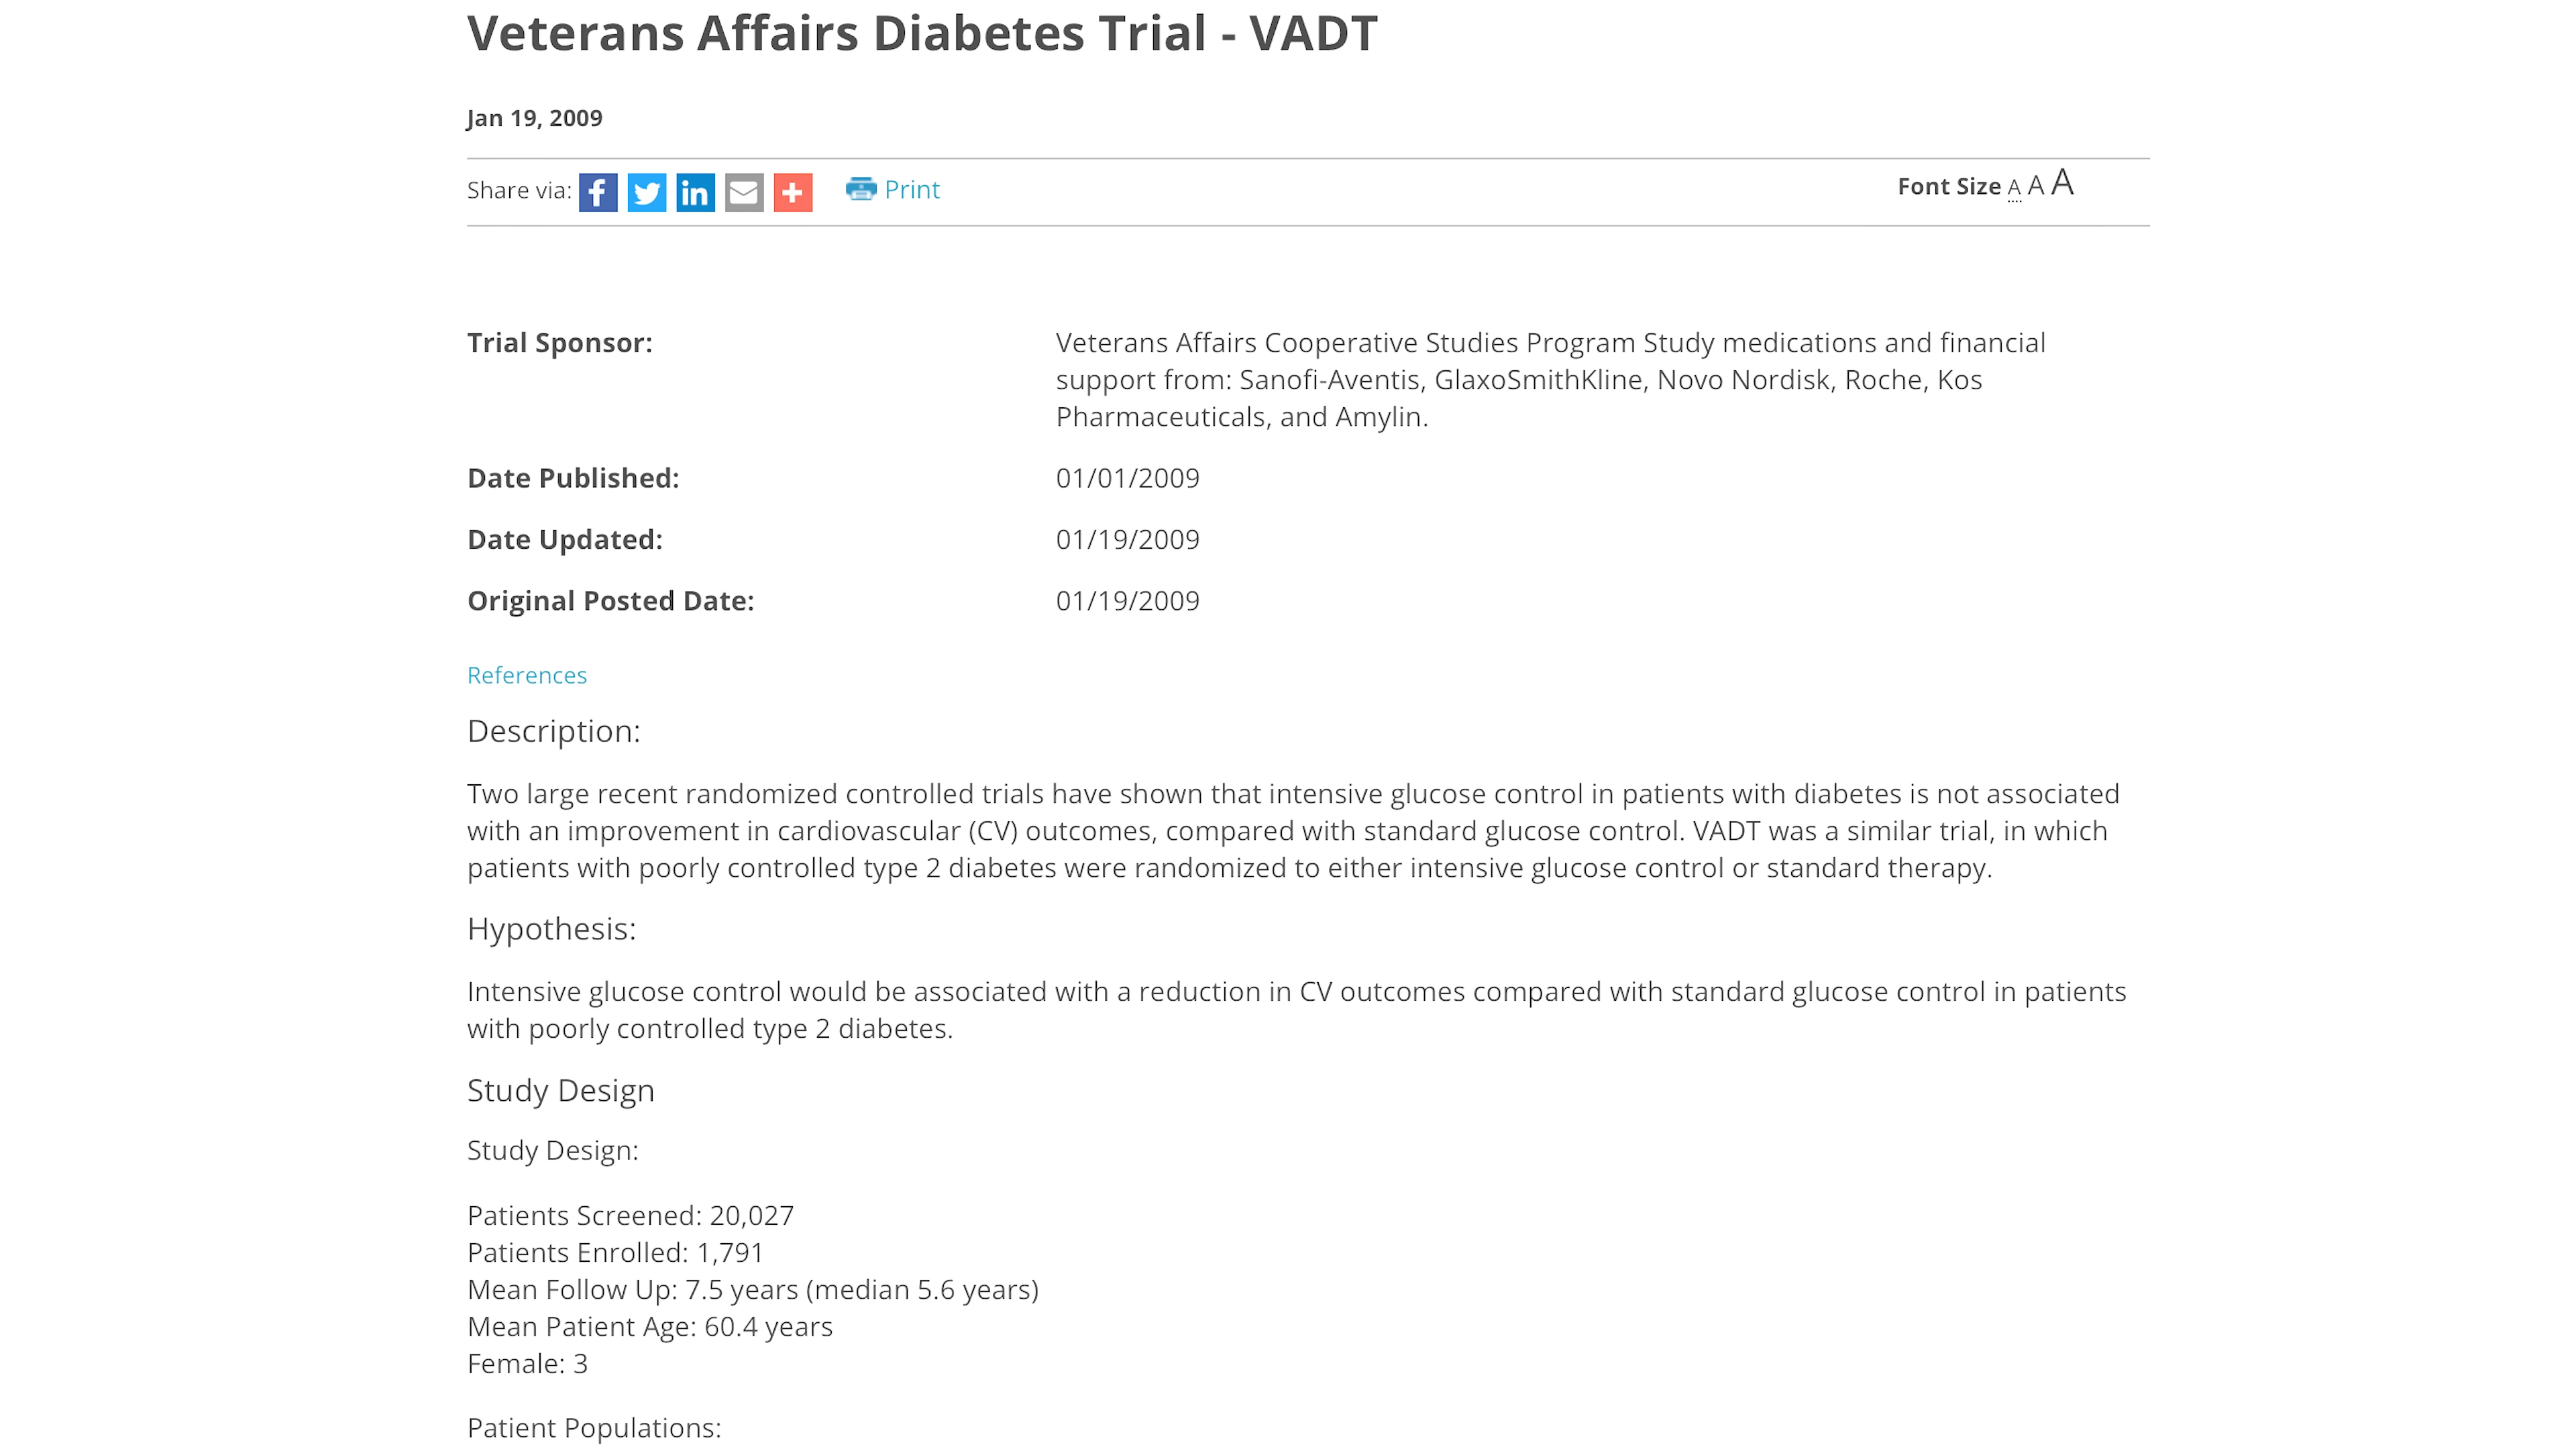 Veterans Affairs Diabetes Trial - VADT
Jan 19, 2009
Share via: Print
Font Size A A A
Trial Sponsor:
Veterans Affairs Cooperative Studies Program Study medications and financial
support from: Sanofi-Aventis, GlaxoSmithKline, Novo Nordisk, Roche, Kos
Pharmaceuticals, and Amylin.
Date Published: 01/01/2009
Date Updated: 01/19/2009
Original Posted Date: 01/19/2009
References
Description:
Two large recent randomized controlled trials have shown that intensive glucose control in patients with diabetes is not associated
with an improvement in cardiovascular (CV) outcomes, compared with standard glucose control. VADT was a similar trial, in which
patients with poorly controlled type 2 diabetes were randomized to either intensive glucose control or standard therapy.
Hypothesis:
Intensive glucose control would be associated with a reduction in CV outcomes compared with standard glucose control in patients
with poorly controlled type 2 diabetes.
Study Design
Study Design:
Patients Screened: 20,027
Patients Enrolled: 1,791
Mean Follow Up: 7.5 years (median 5.6 years)
Mean Patient Age: 60.4 years
Female: 3
Patient Populations: